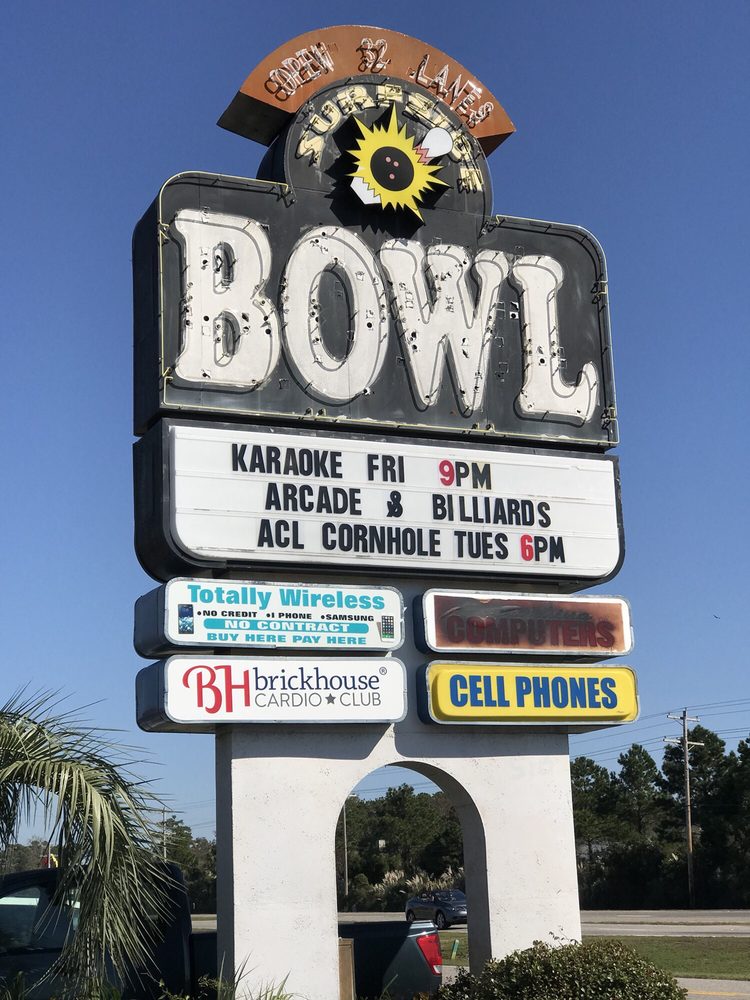 OPEN 32 LANES
SURFSIDE
BOWL
KARAOKE FRI 9PM
ARCADE & BILLIARDS
ACL CORNHOLE TUES 6PM
Totally Wireless
•NO CREDIT •I PHONE •SAMSUNG
NO CONTRACT
BUY HERE PAY HERE
COMPUTERS
BH brickhouse®
CARDIO★CLUB
CELL PHONES